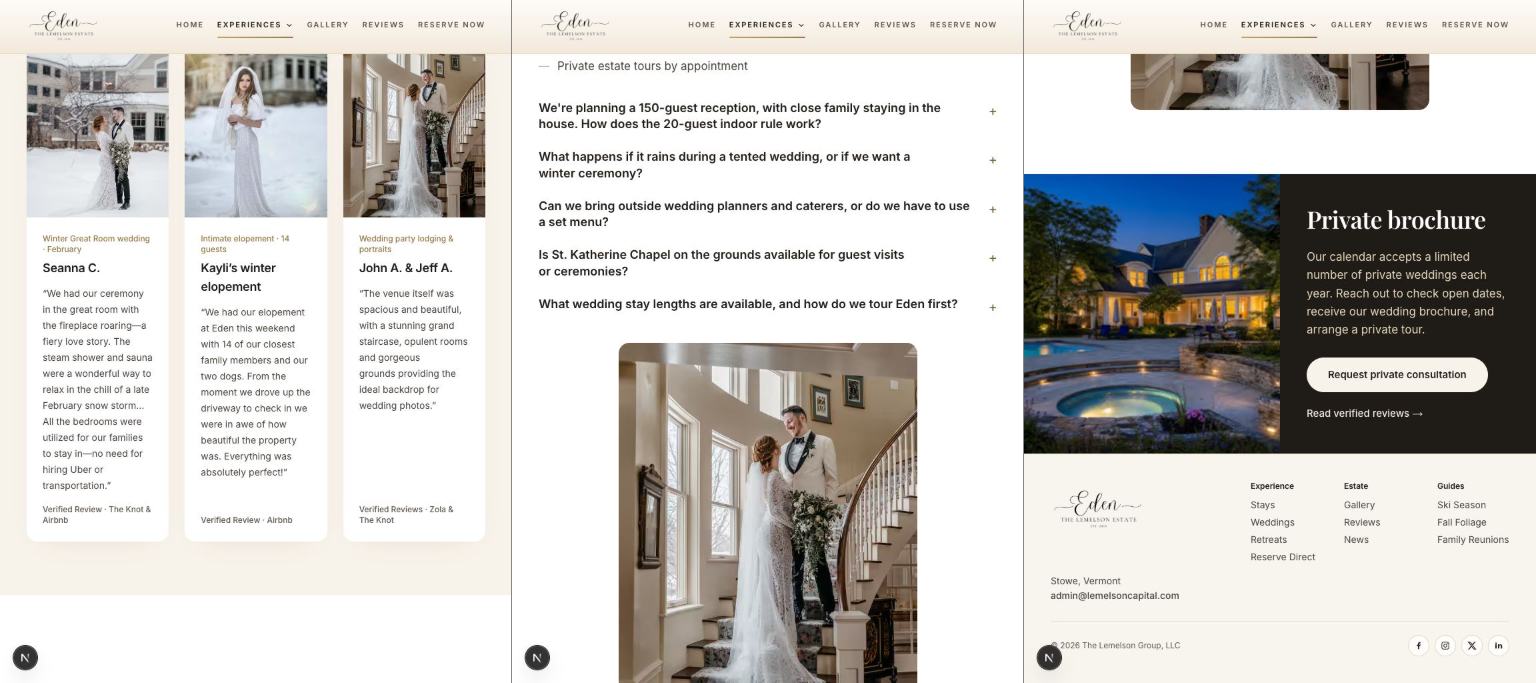 Eden
THE LEMELSON ESTATE
HOME
EXPERIENCES
GALLERY
REVIEWS
RESERVE NOW
Winter Great Room wedding
· February
Seanna C.
“We had our ceremony
in the great room with
the fireplace roaring—a
fiery love story. The
steam shower and sauna
were a wonderful way to
relax in the chill of a late
February snow storm...
All the bedrooms were
utilized for our families
to stay in—no need for
hiring Uber or
transportation.”
Verified Review · The Knot &
Airbnb
Intimate elopement · 14
guests
Kayli’s winter
elopement
“We had our elopement
at Eden this weekend
with 14 of our closest
family members and our
two dogs. From the
moment we drove up the
driveway to check in we
were in awe of how
beautiful the property
was. Everything was
absolutely perfect!”
Verified Review · Airbnb
Wedding party lodging &
portraits
John A. & Jeff A.
“The venue itself was
spacious and beautiful,
with a stunning grand
staircase, opulent rooms
and gorgeous
grounds providing the
ideal backdrop for
wedding photos.”
Verified Reviews · Zola &
The Knot
N
Eden
THE LEMELSON ESTATE
HOME
EXPERIENCES
GALLERY
REVIEWS
RESERVE NOW
— Private estate tours by appointment
We're planning a 150-guest reception, with close family staying in the
house. How does the 20-guest indoor rule work?
+
What happens if it rains during a tented wedding, or if we want a
winter ceremony?
+
Can we bring outside wedding planners and caterers, or do we have to use
a set menu?
+
Is St. Katherine Chapel on the grounds available for guest visits
or ceremonies?
+
What wedding stay lengths are available, and how do we tour Eden first?
+
N
Eden
THE LEMELSON ESTATE
HOME
EXPERIENCES
GALLERY
REVIEWS
RESERVE NOW
Private brochure
Our calendar accepts a limited
number of private weddings each
year. Reach out to check open dates,
receive our wedding brochure, and
arrange a private tour.
Request private consultation
Read verified reviews →
Eden
THE LEMELSON ESTATE
Stowe, Vermont
admin@lemelsoncapital.com
Experience
Stays
Weddings
Retreats
Reserve Direct
Estate
Gallery
Reviews
News
Guides
Ski Season
Fall Foliage
Family Reunions
© 2026 The Lemelson Group, LLC
N
f
X
in